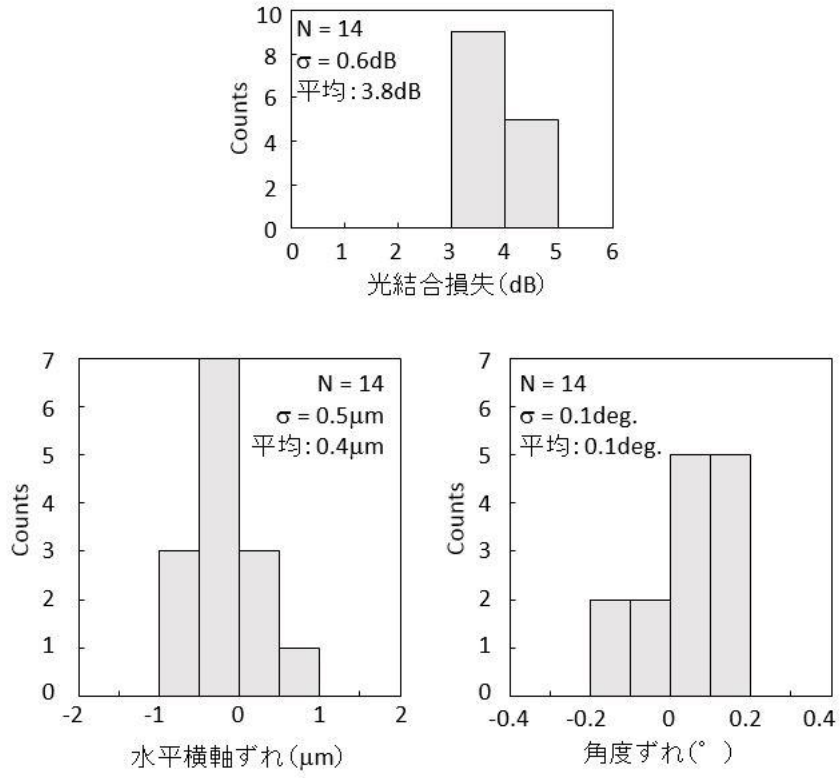 10
8
6
4
2
0
Counts
N = 14
σ = 0.6dB
平均：3.8dB
0 1 2 3 4 5 6
光結合損失(dB)
7
6
5
4
3
2
1
0
Counts
N = 14
σ = 0.5μm
平均：0.4μm
-2 -1 0 1 2
水平横軸ずれ(μm)
7
6
5
4
3
2
1
0
Counts
N = 14
σ = 0.1deg.
平均：0.1deg.
-0.4 -0.2 0 0.2 0.4
角度ずれ(°)